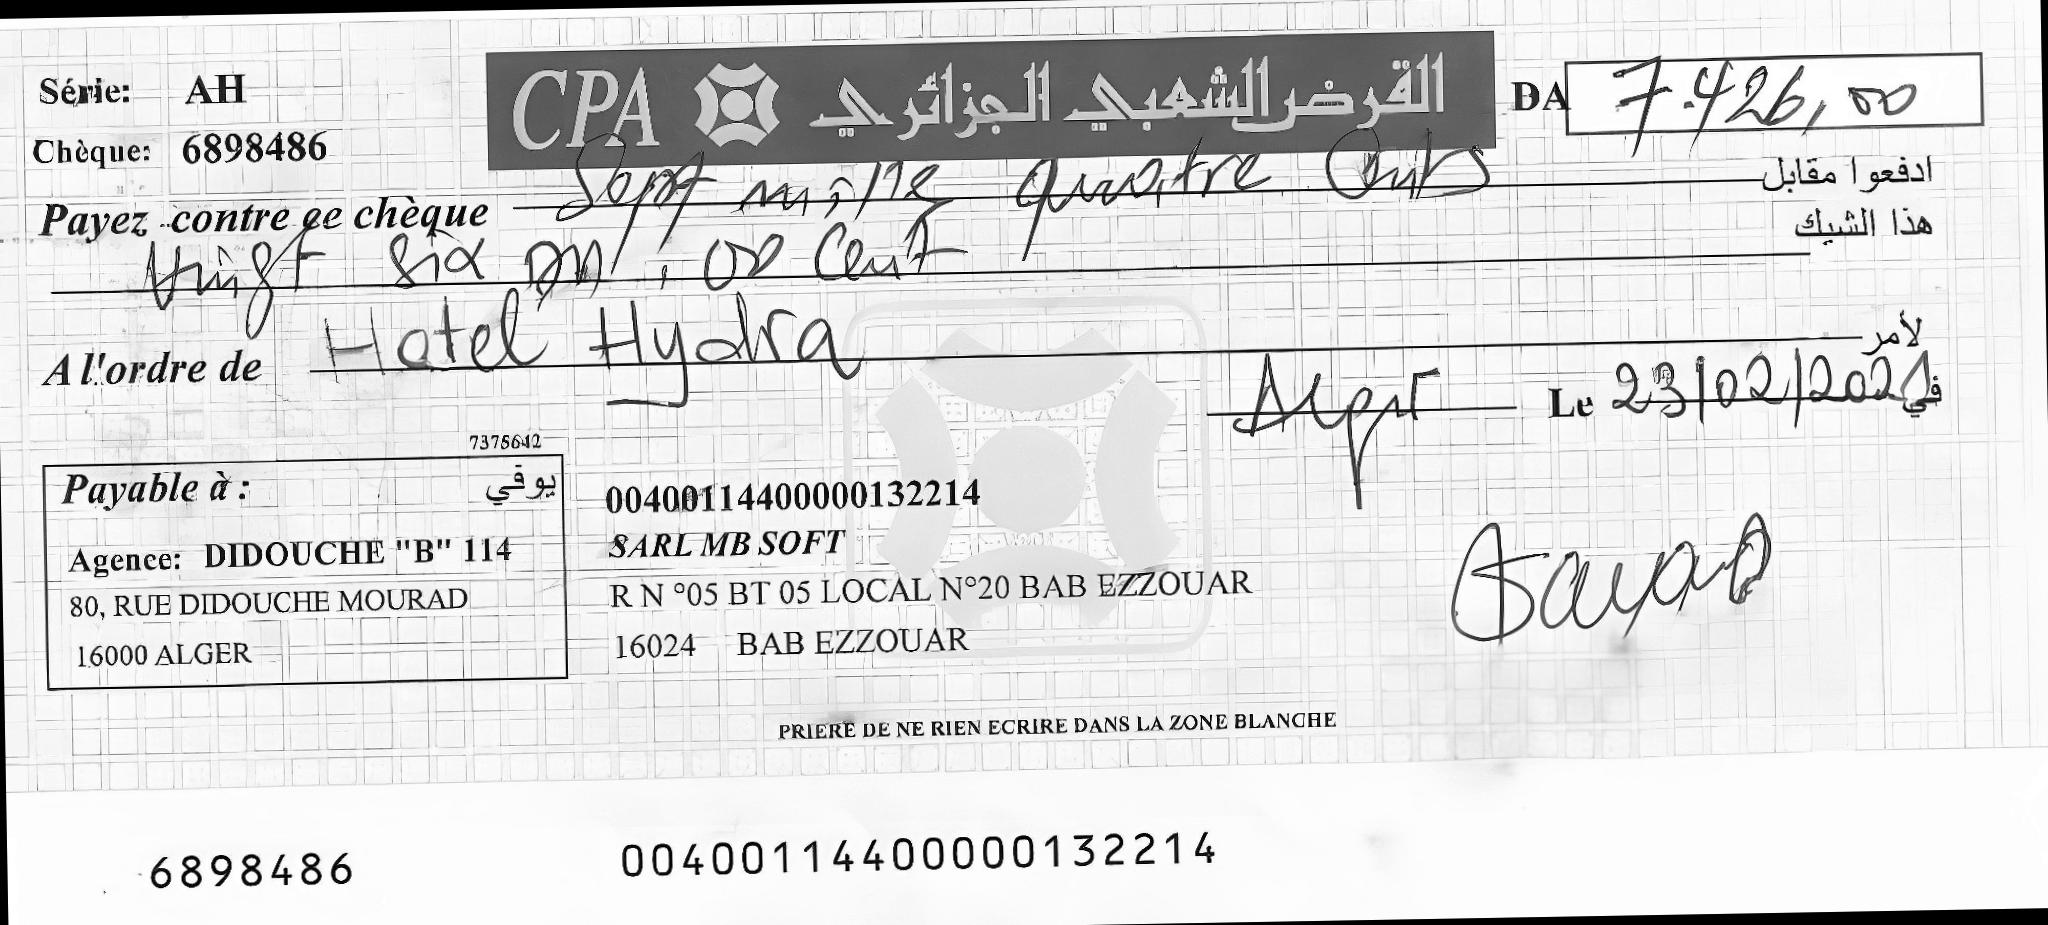 Série: AH
CPA القرض الشعبي الجزائري
DA 7.426,00
Chèque: 6898486
Payez contre ce chèque Sept mille quatre Cents ادفعوا مقابل
هذا الشيك
Vingt six DA, 00 Cent
A l'ordre de Hotel Hydra لأمر
Alger Le 23/02/2021 في
7375642
Payable à : يوفي
Agence: DIDOUCHE "B" 114
80, RUE DIDOUCHE MOURAD
16000 ALGER
00400114400000132214
SARL MB SOFT
R N °05 BT 05 LOCAL N°20 BAB EZZOUAR
16024 BAB EZZOUAR
PRIERE DE NE RIEN ECRIRE DANS LA ZONE BLANCHE
6898486 00400114400000132214